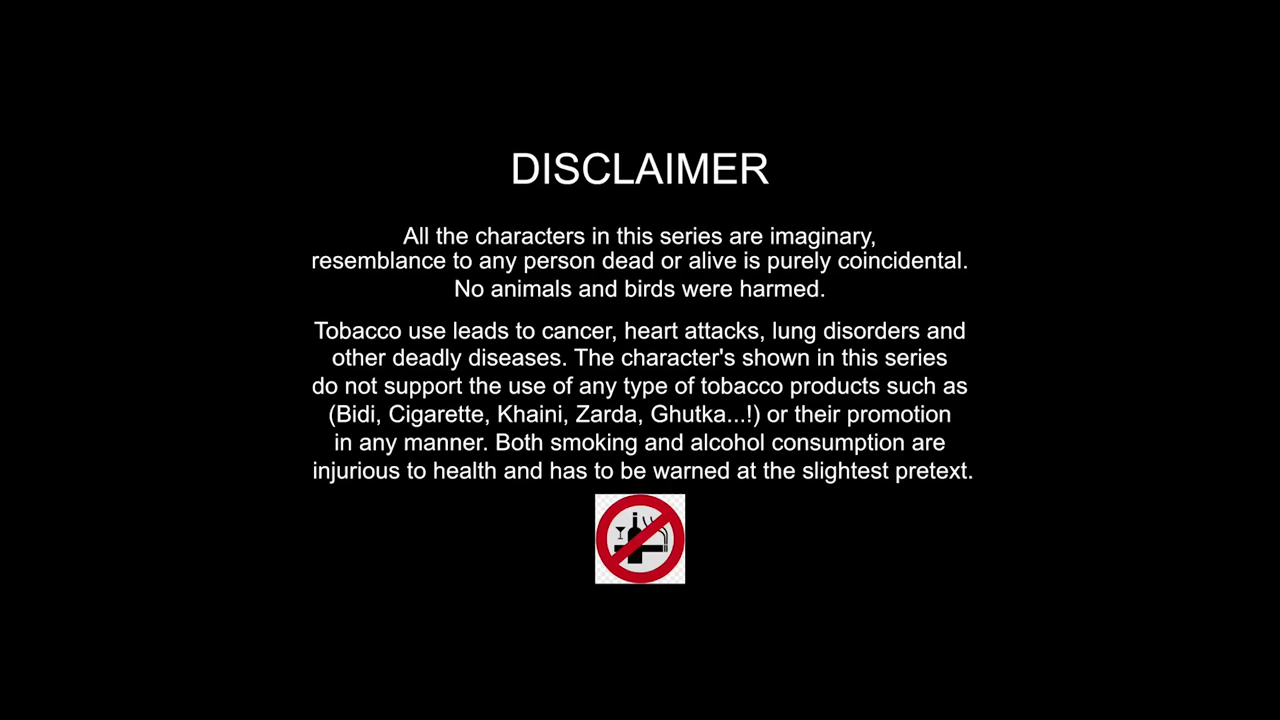 DISCLAIMER
All the characters in this series are imaginary,
resemblance to any person dead or alive is purely coincidental.
No animals and birds were harmed.
Tobacco use leads to cancer, heart attacks, lung disorders and
other deadly diseases. The character's shown in this series
do not support the use of any type of tobacco products such as
(Bidi, Cigarette, Khaini, Zarda, Ghutka...!) or their promotion
in any manner. Both smoking and alcohol consumption are
injurious to health and has to be warned at the slightest pretext.